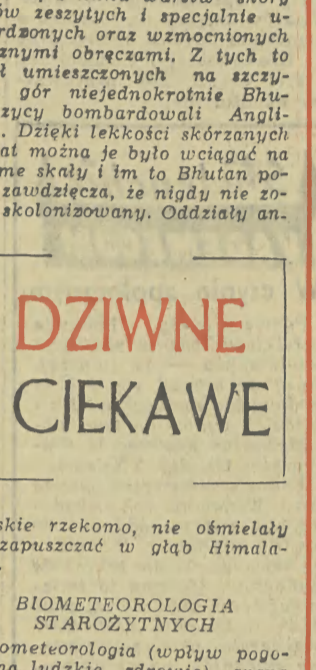 ów zeszytych i specjalnie u-
rdzonych oraz wzmocnionych
znymi obręczami. Z tych to
ł umieszczonych na szczy-
gór niejednokrotnie Bhu-
zycy bombardowali Angli-
. Dzięki lekkości skórzanych
at można je było wciągać na
me skały i im to Bhutan po-
zawdzięcza, że nigdy nie zo-
skolonizowany. Oddziały an-
DZIWNE
CIEKAWE
skie rzekomo, nie ośmielały
zapuszczać w głąb Himala-
BIOMETEOROLOGIA
STAROŻYTNYCH
ometeorologia (wpływ pogo-